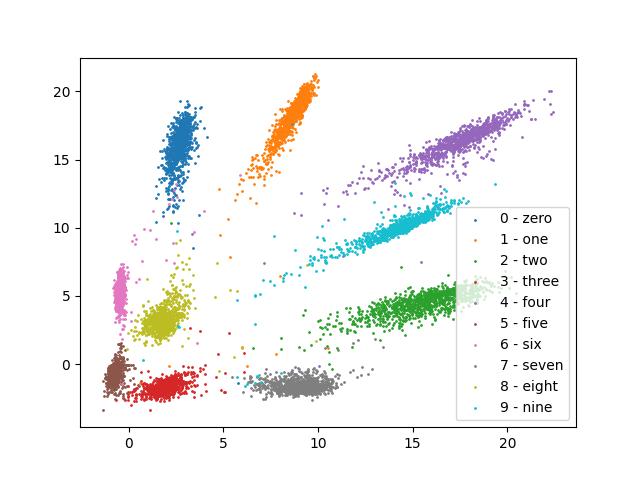 20
15
10
5
0
0 - zero
1 - one
2 - two
3 - three
4 - four
5 - five
6 - six
7 - seven
8 - eight
9 - nine
0
5
10
15
20